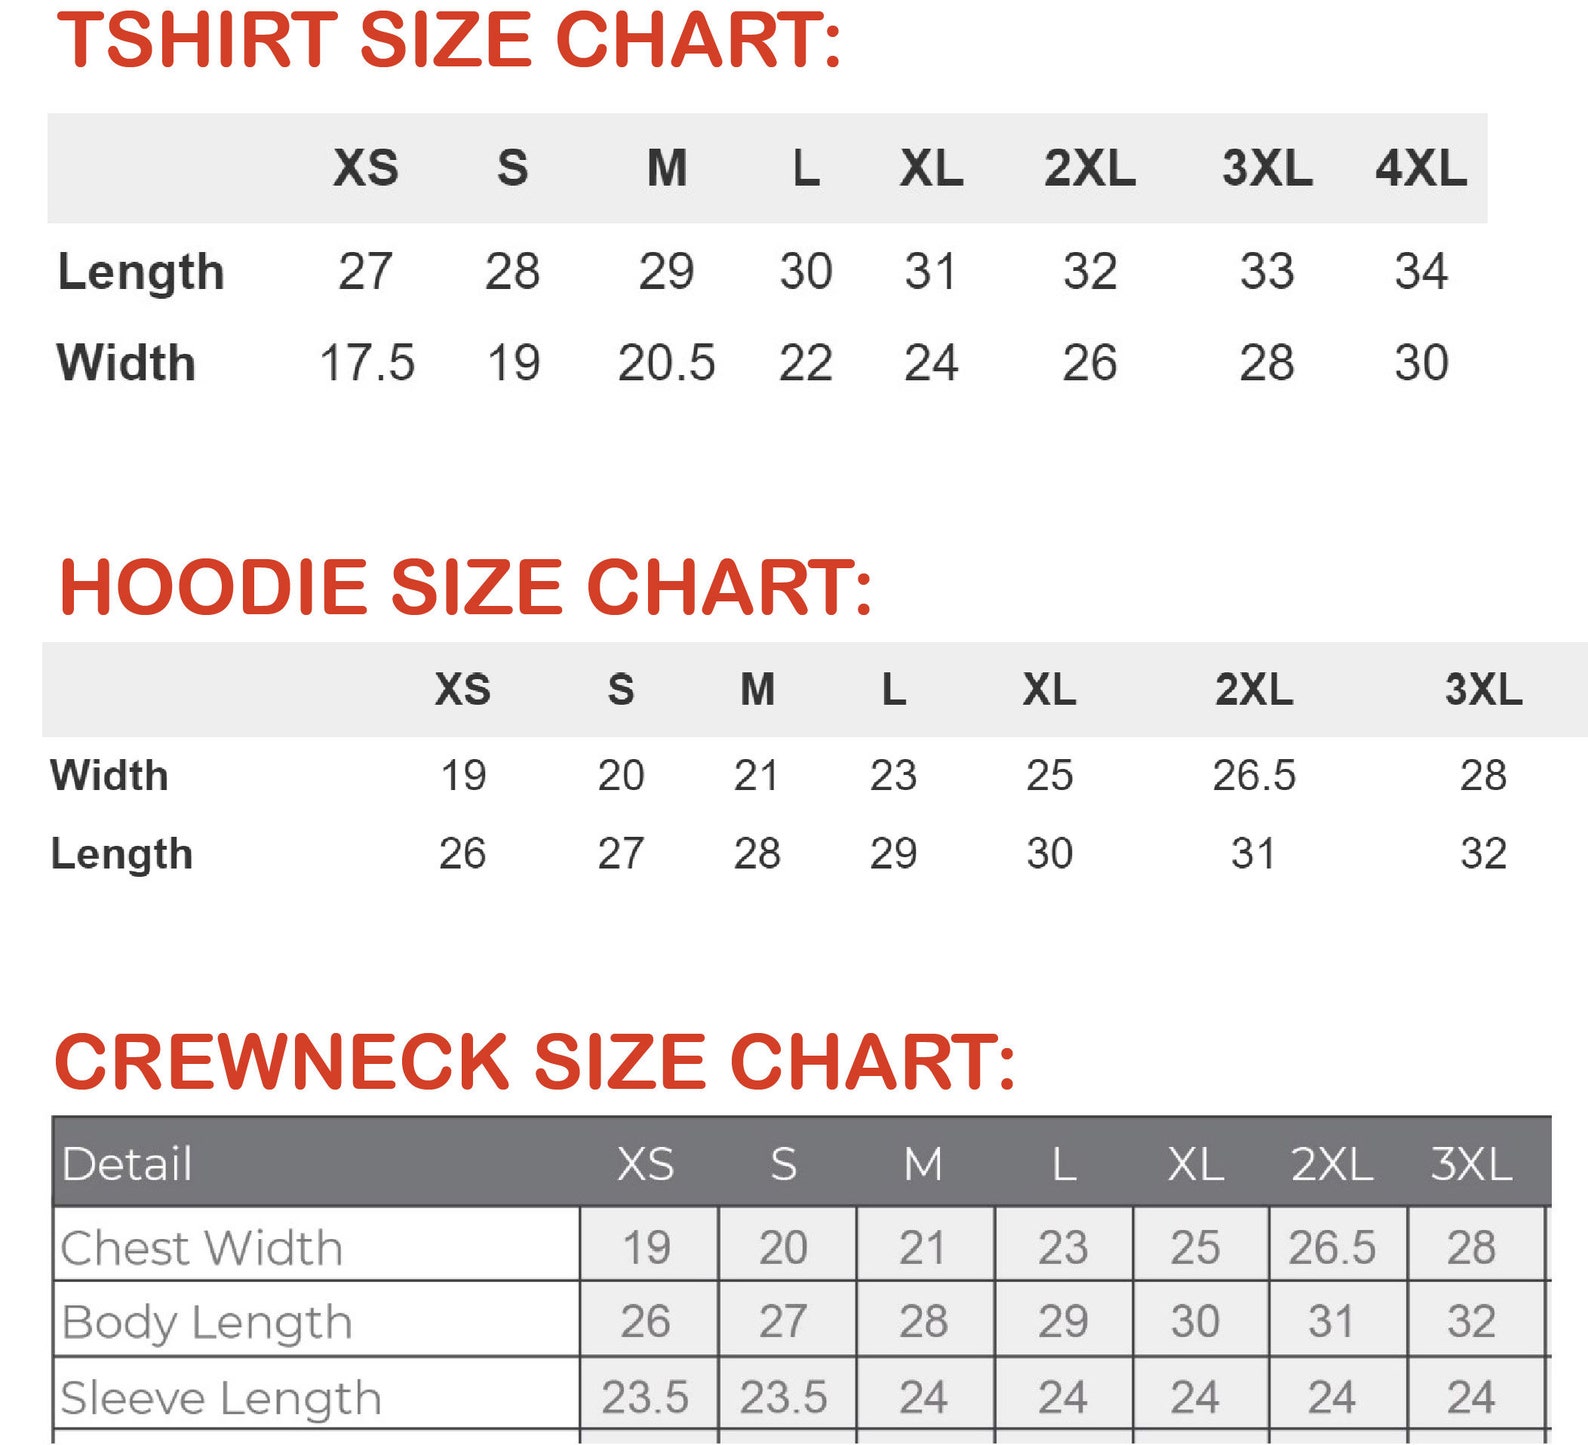 TSHIRT SIZE CHART:
XS S M L XL 2XL 3XL 4XL
Length 27 28 29 30 31 32 33 34
Width 17.5 19 20.5 22 24 26 28 30
HOODIE SIZE CHART:
XS S M L XL 2XL 3XL
Width 19 20 21 23 25 26.5 28
Length 26 27 28 29 30 31 32
CREWNECK SIZE CHART:
Detail XS S M L XL 2XL 3XL
Chest Width 19 20 21 23 25 26.5 28
Body Length 26 27 28 29 30 31 32
Sleeve Length 23.5 23.5 24 24 24 24 24